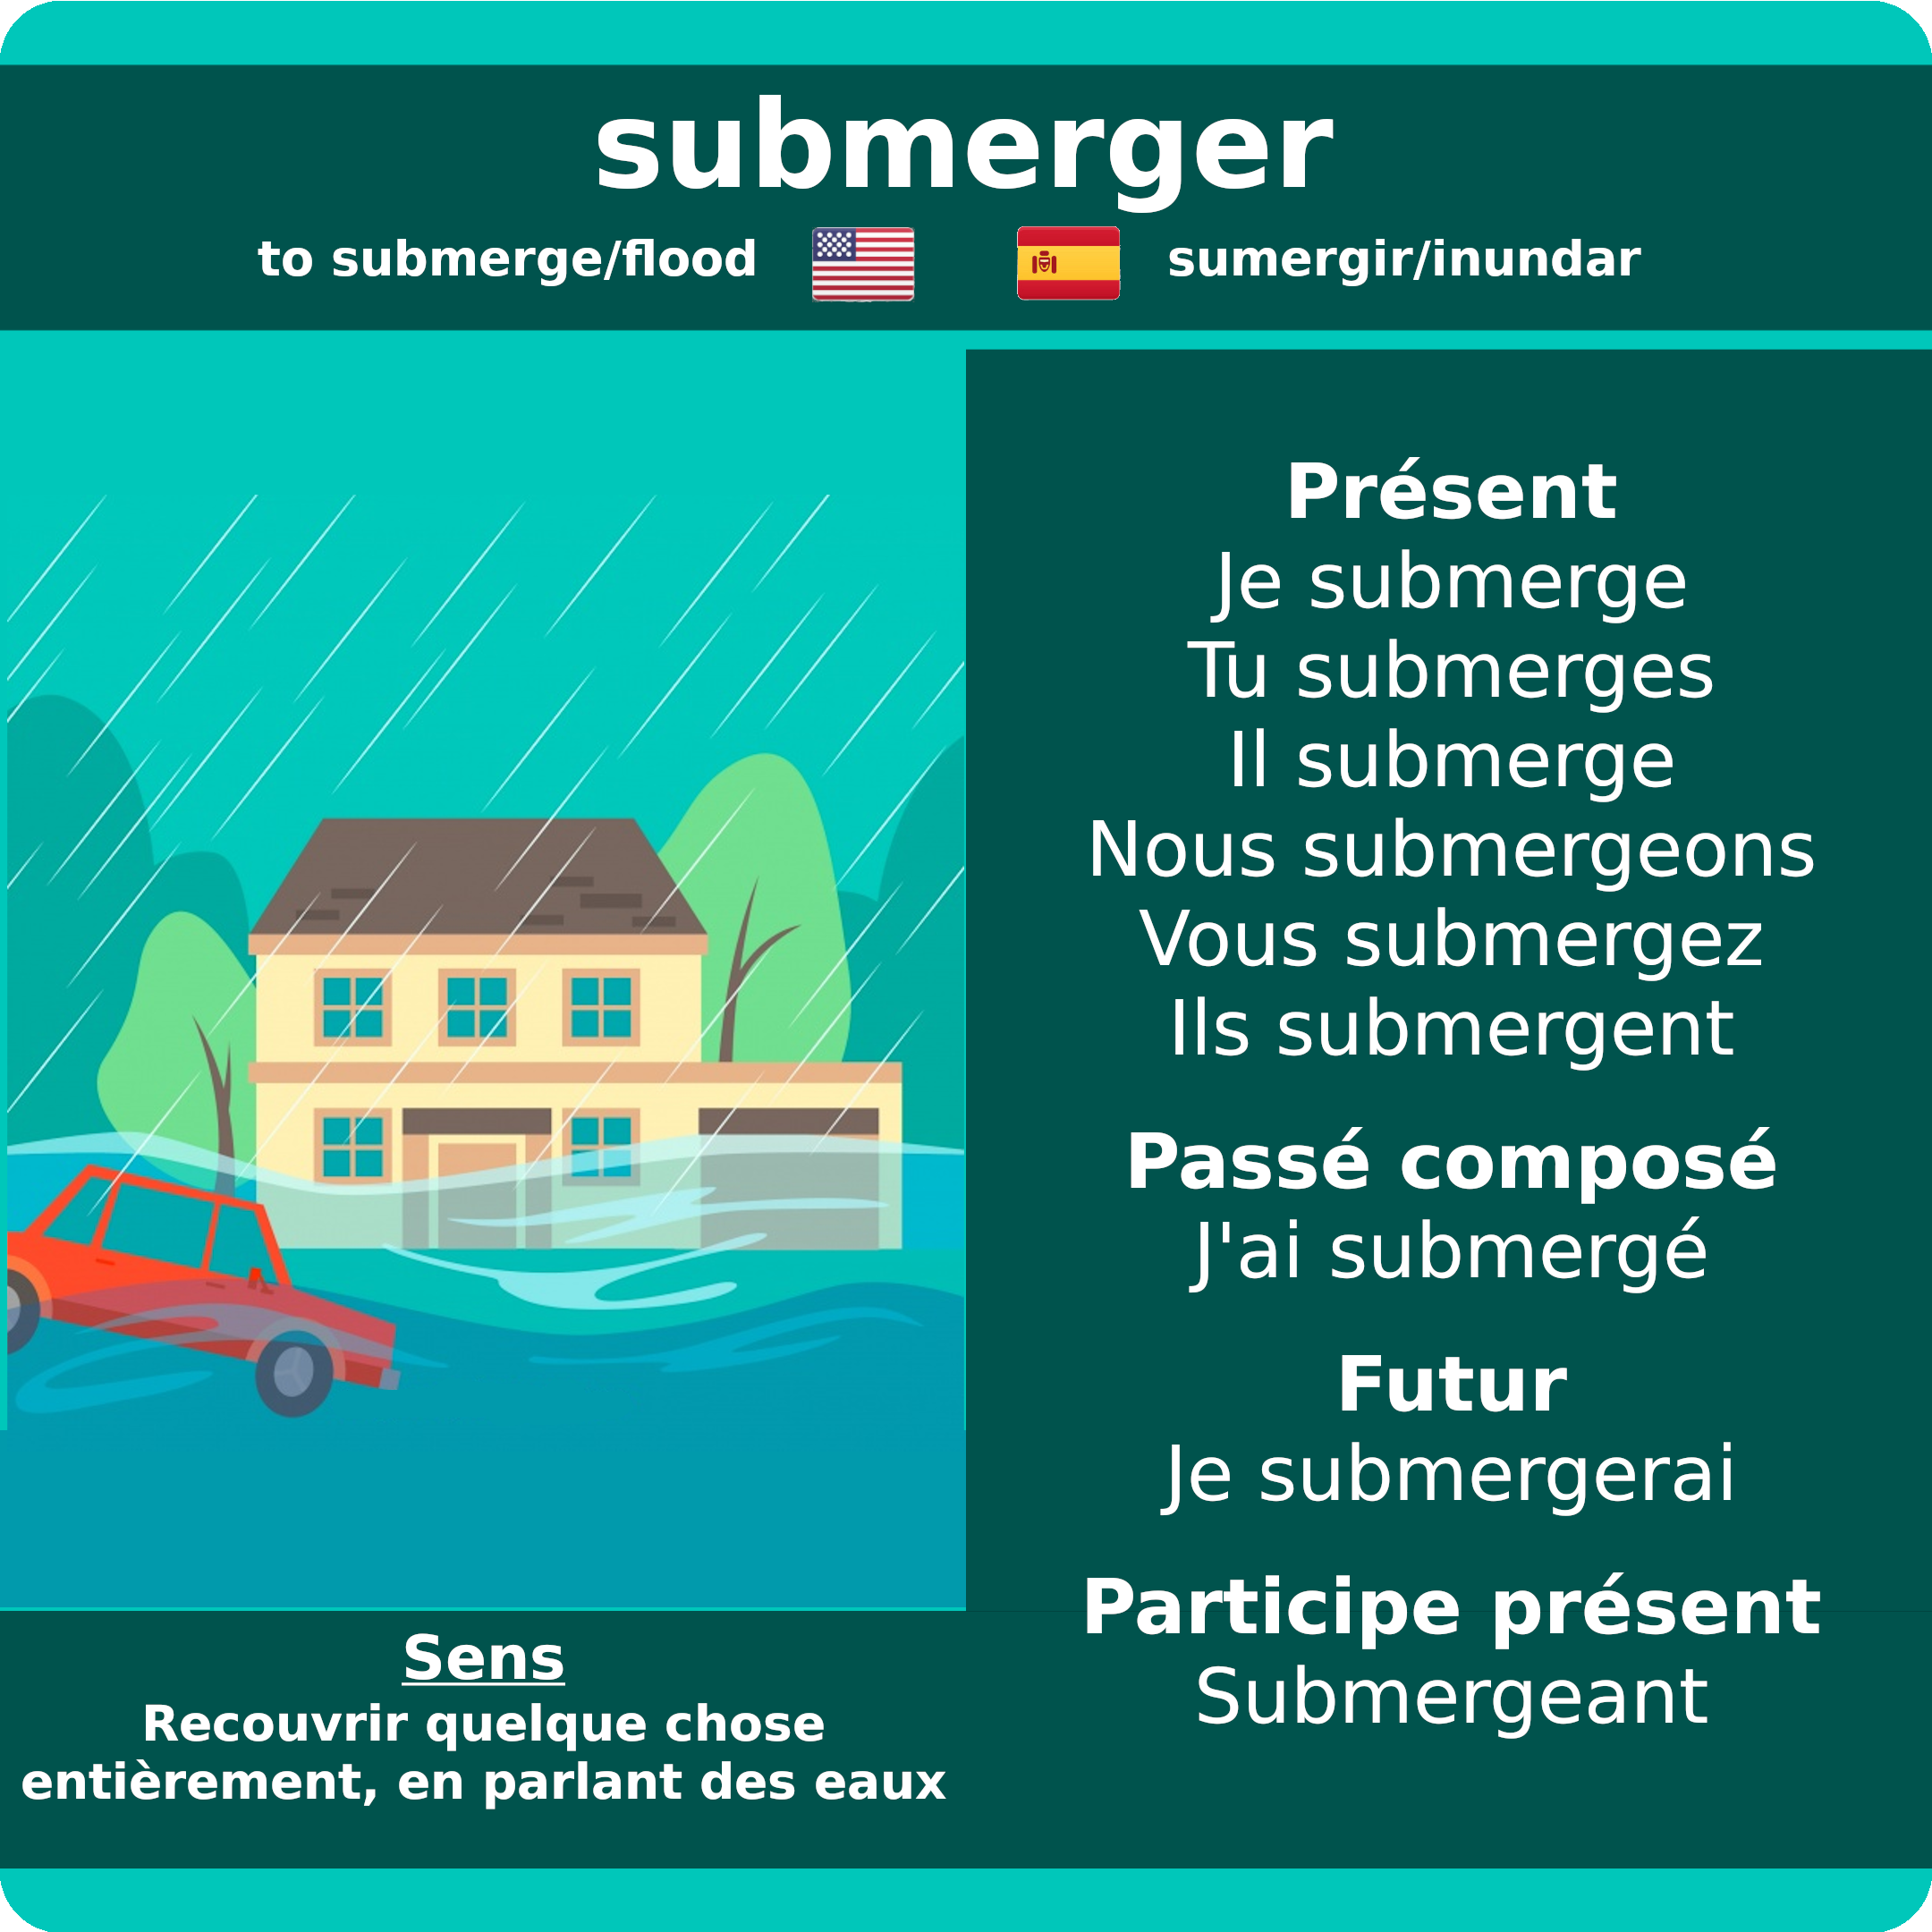 submerger
to submerge/flood
sumergir/inundar
Présent
Je submerge
Tu submerges
Il submerge
Nous submergeons
Vous submergez
Ils submergent
Passé composé
J'ai submergé
Futur
Je submergerai
Participe présent
Submergeant
Sens
Recouvrir quelque chose
entièrement, en parlant des eaux